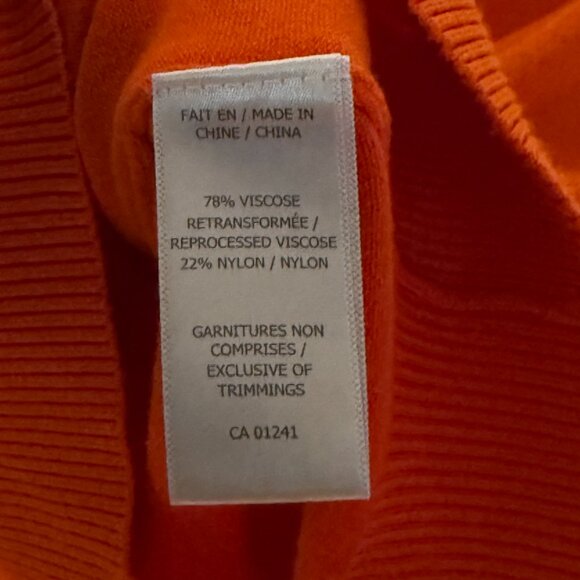 FAIT EN / MADE IN
CHINE / CHINA
78% VISCOSE
RETRANSFORMÉE /
REPROCESSED VISCOSE
22% NYLON / NYLON
GARNITURES NON
COMPRISES /
EXCLUSIVE OF
TRIMMINGS
CA 01241